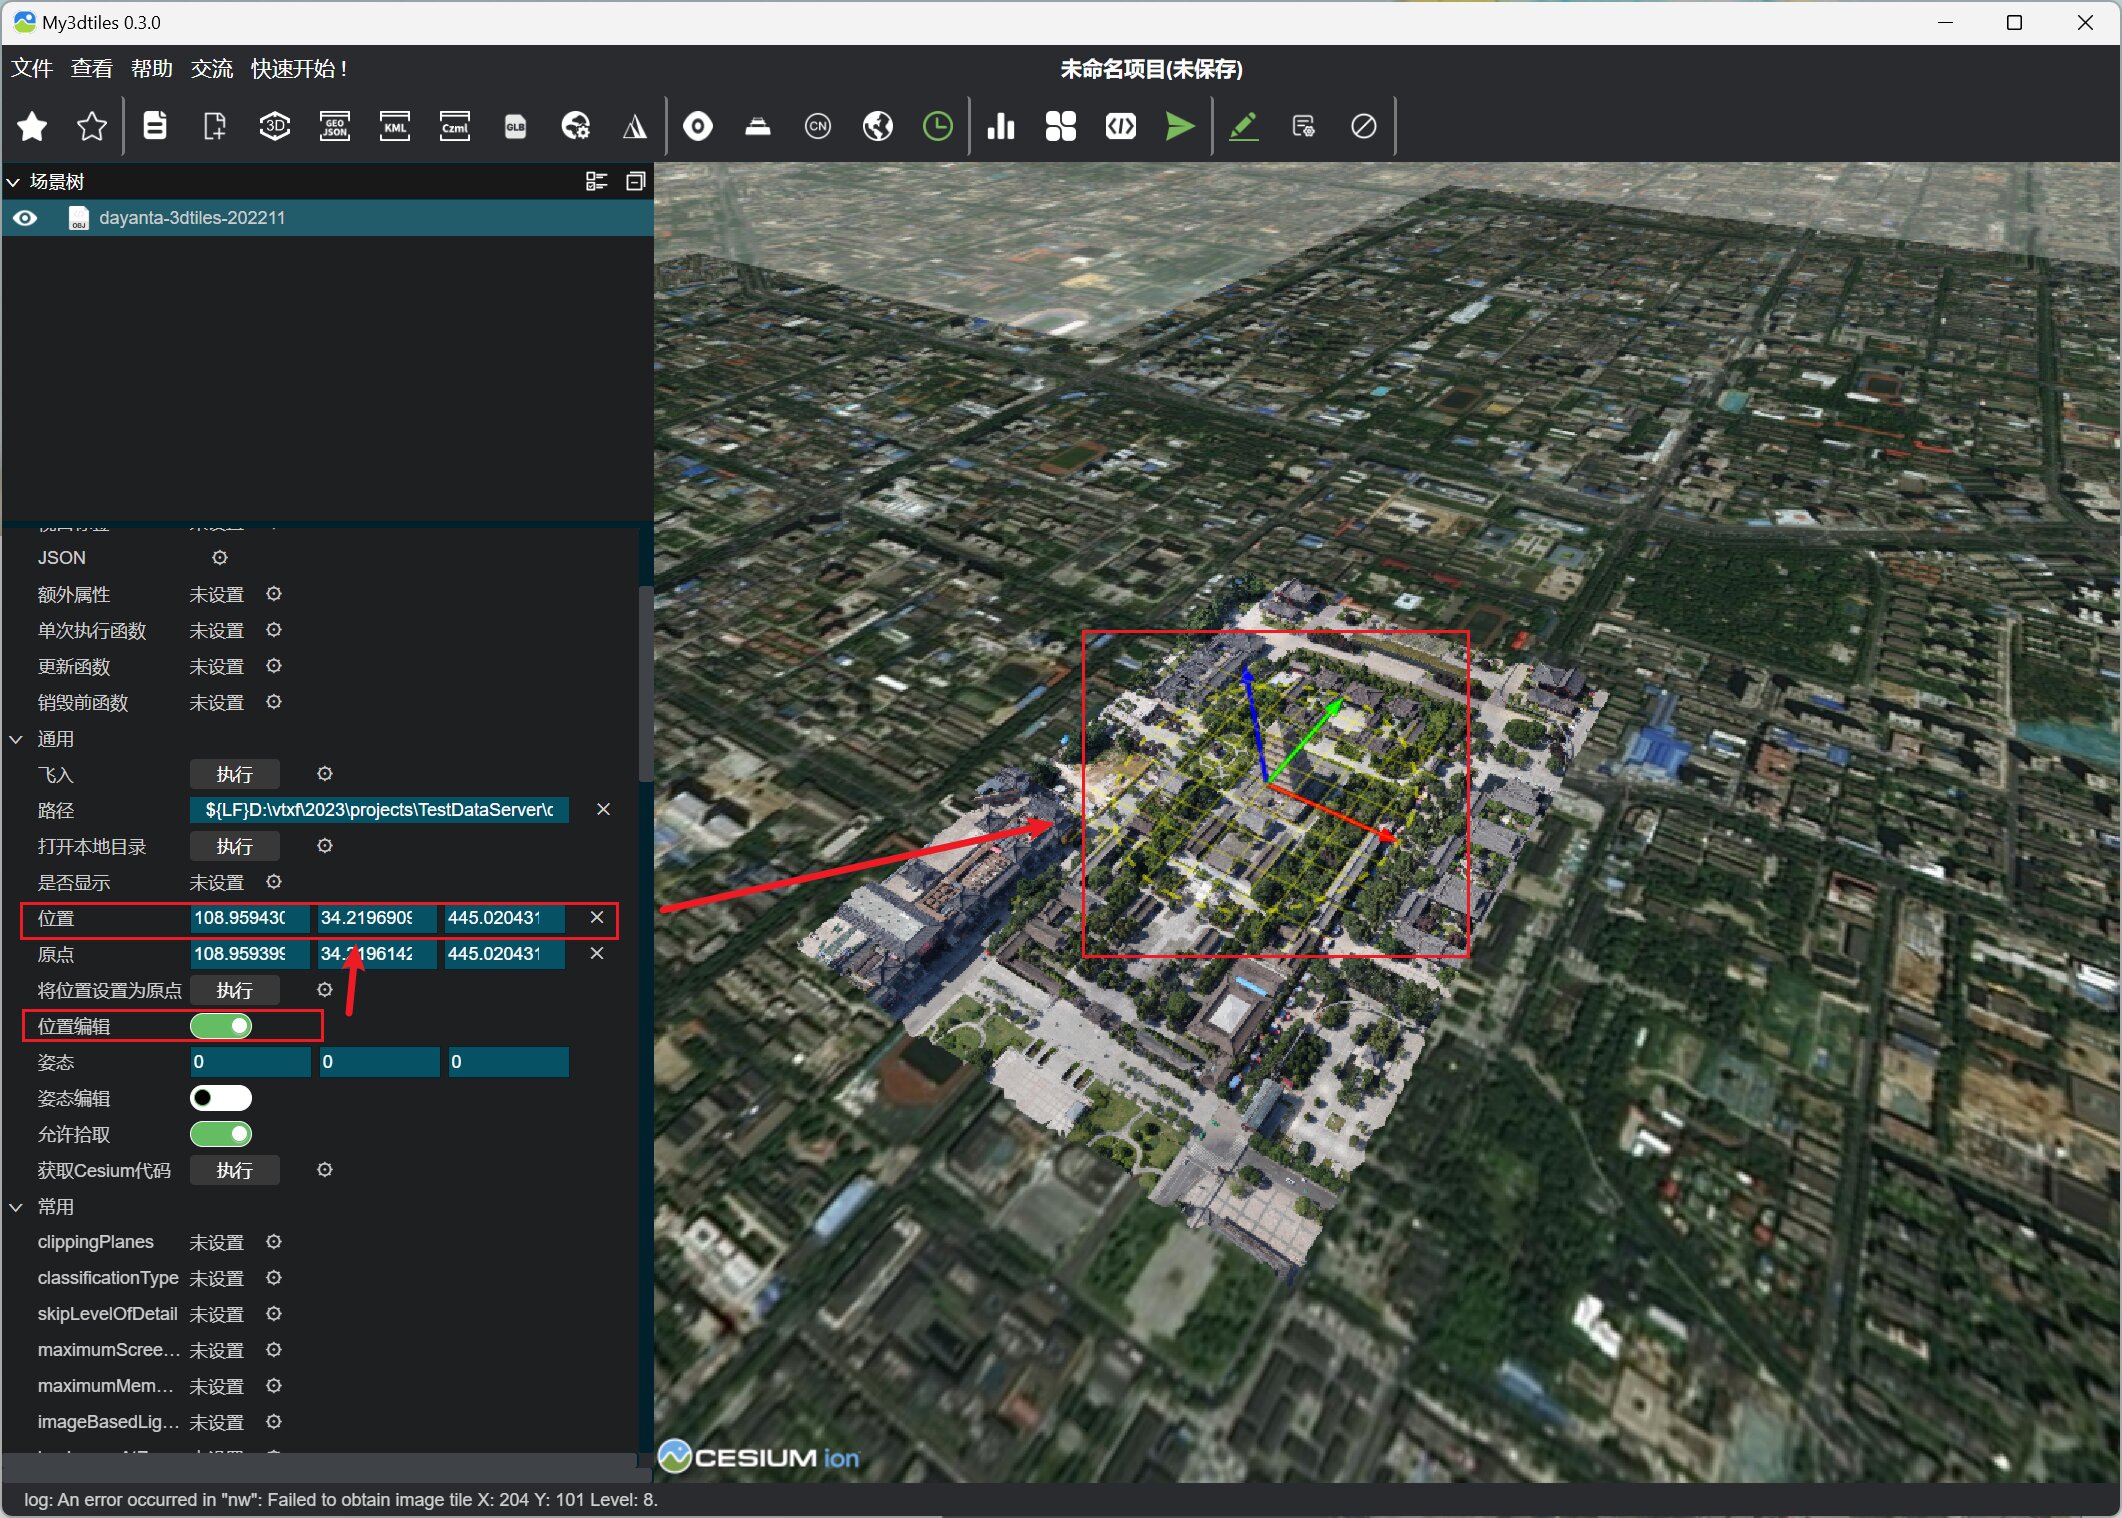 My3dtiles 0.3.0
文件 查看 帮助 交流 快速开始！ 未命名项目(未保存)
3D GEO JSON KML Czml GLB CN
场景树
OBJ dayanta-3dtiles-202211
JSON
额外属性 未设置
单次执行函数 未设置
更新函数 未设置
销毁前函数 未设置
通用
飞入 执行
路径 ${LF}D:\vtxf\2023\projects\TestDataServer\c
打开本地目录 执行
是否显示 未设置
位置 108.959430 34.2196909 445.020431
原点 108.959399 34.2196142 445.020431
将位置设置为原点 执行
位置编辑
姿态 0 0 0
姿态编辑
允许拾取
获取Cesium代码 执行
常用
clippingPlanes 未设置
classificationType 未设置
skipLevelOfDetail 未设置
maximumScree... 未设置
maximumMem... 未设置
imageBasedLig... 未设置
CESIUM ion
log: An error occurred in "nw": Failed to obtain image tile X: 204 Y: 101 Level: 8.